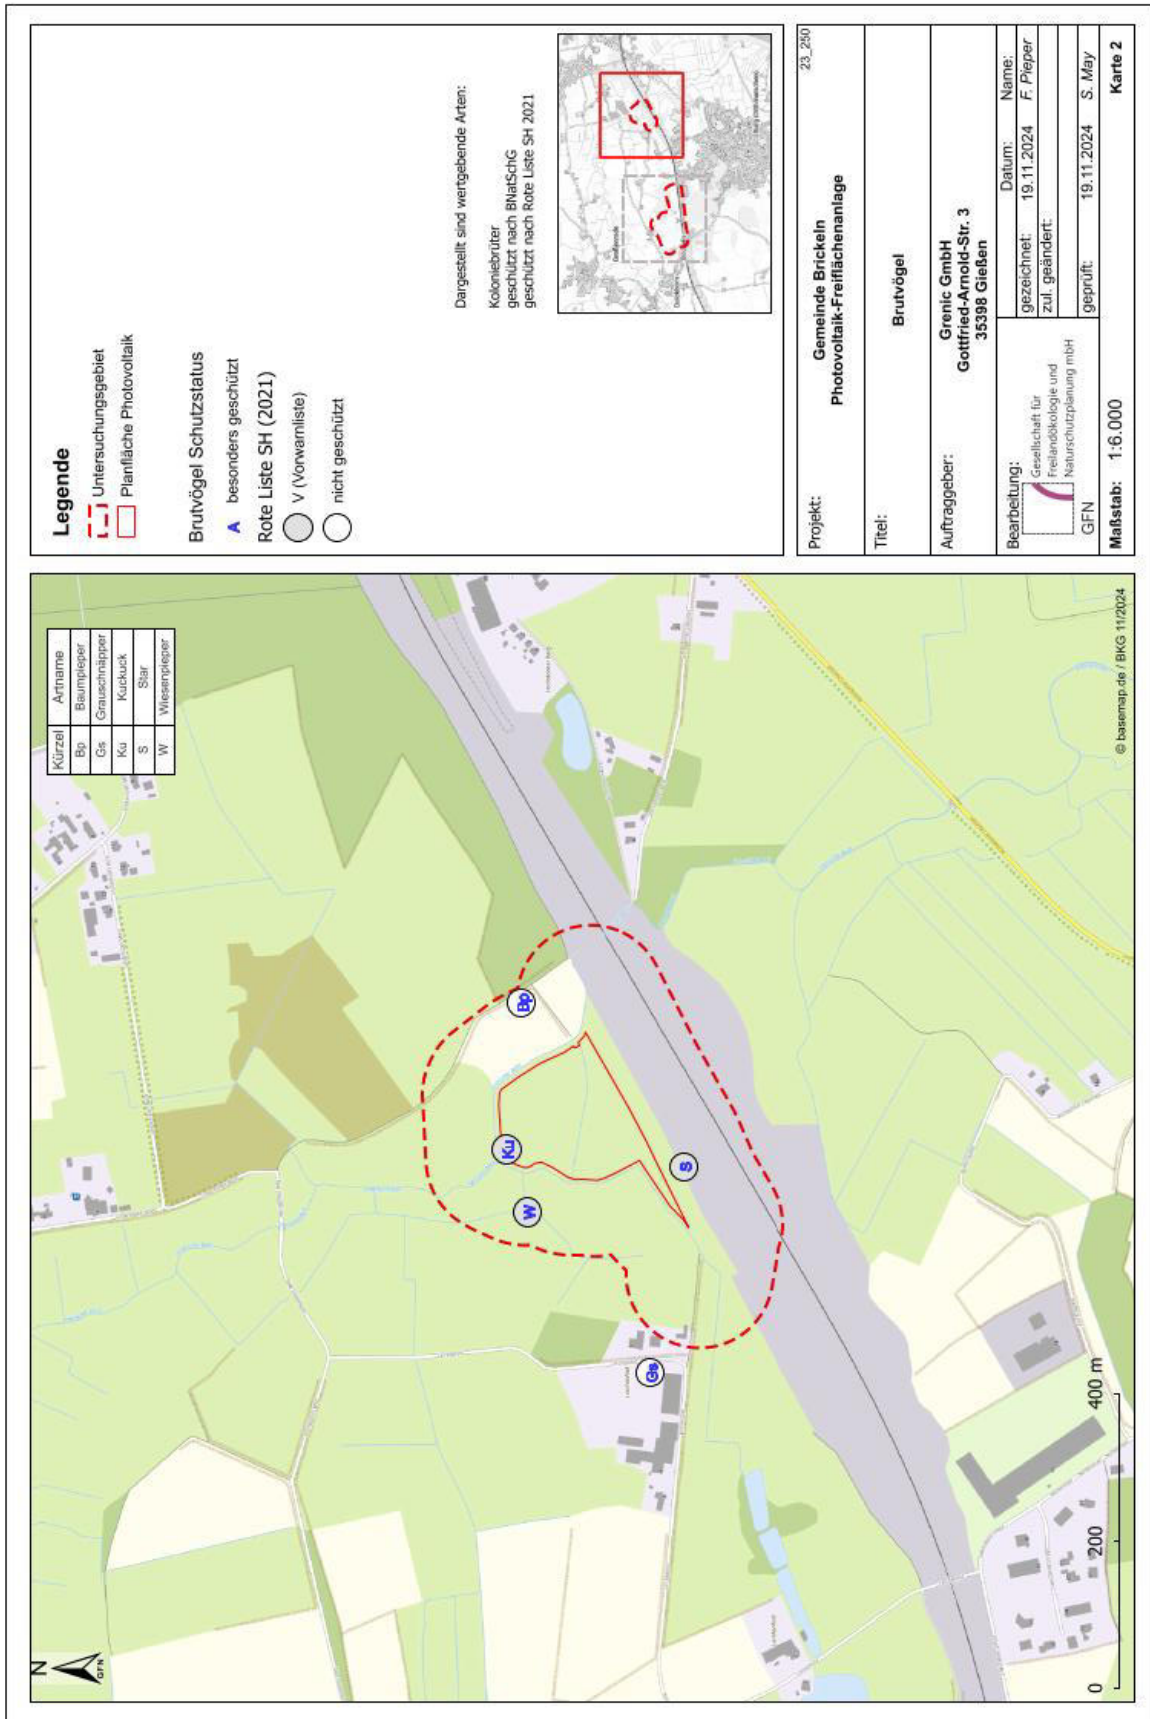 N
GFN
Kürzel Artname
Bp Baumpieper
Gs Grauschnäpper
Ku Kuckuck
S Star
W Wiesenpieper
Ku
Bp
W
S
Gs
0 200 400 m
© basemap.de / BKG 11/2024
Legende
Untersuchungsgebiet
Planfläche Photovoltaik
Brutvögel Schutzstatus
A besonders geschützt
Rote Liste SH (2021)
V (Vorwarnliste)
nicht geschützt
Dargestellt sind wertgebende Arten:
Koloniebrüter
geschützt nach BNatSchG
geschützt nach Rote Liste SH 2021
Projekt: 23_250
Gemeinde Brickeln
Photovoltaik-Freiflächenanlage
Titel:
Brutvögel
Auftraggeber:
Grenic GmbH
Gottfried-Arnold-Str. 3
35398 Gießen
Bearbeitung:
Gesellschaft für
Freilandökologie und
Naturschutzplanung mbH
GFN
Datum: Name:
gezeichnet: 19.11.2024 F. Pieper
zul. geändert:
geprüft: 19.11.2024 S. May
Maßstab: 1:6.000
Karte 2